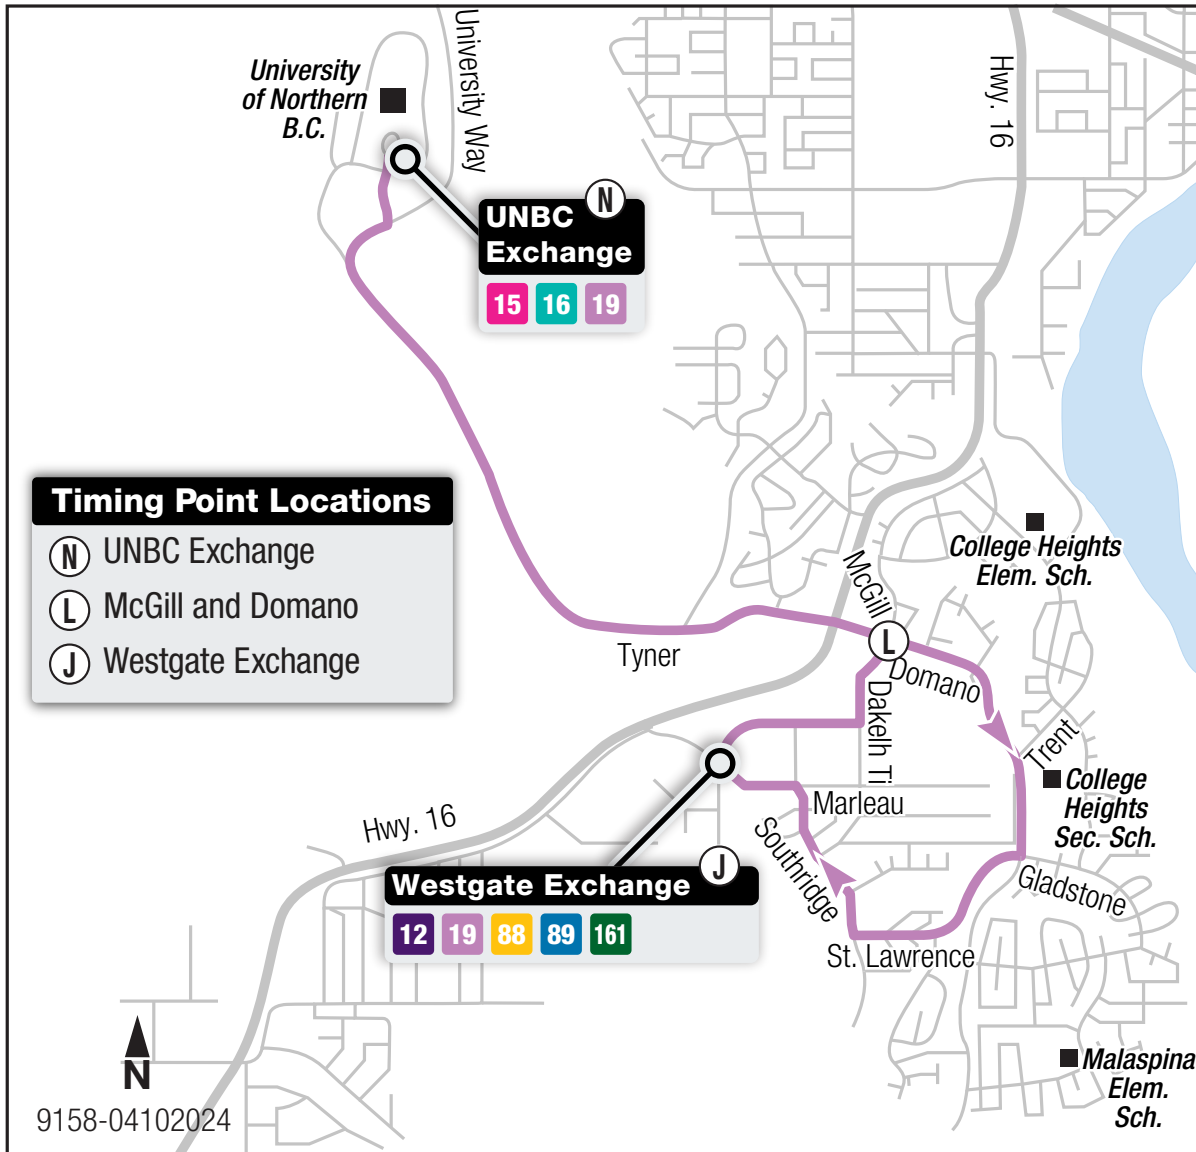 University
of Northern
B.C.
University Way
Hwy. 16
N
UNBC
Exchange
15 16 19
Timing Point Locations
N UNBC Exchange
L McGill and Domano
J Westgate Exchange
College Heights
Elem. Sch.
McGill
L
Tyner
Domano
Dakelh Ti
Trent
College
Heights
Sec. Sch.
Marleau
Hwy. 16
Southridge
J
Westgate Exchange
12 19 88 89 161
Gladstone
St. Lawrence
N
Malaspina
Elem.
Sch.
9158-04102024